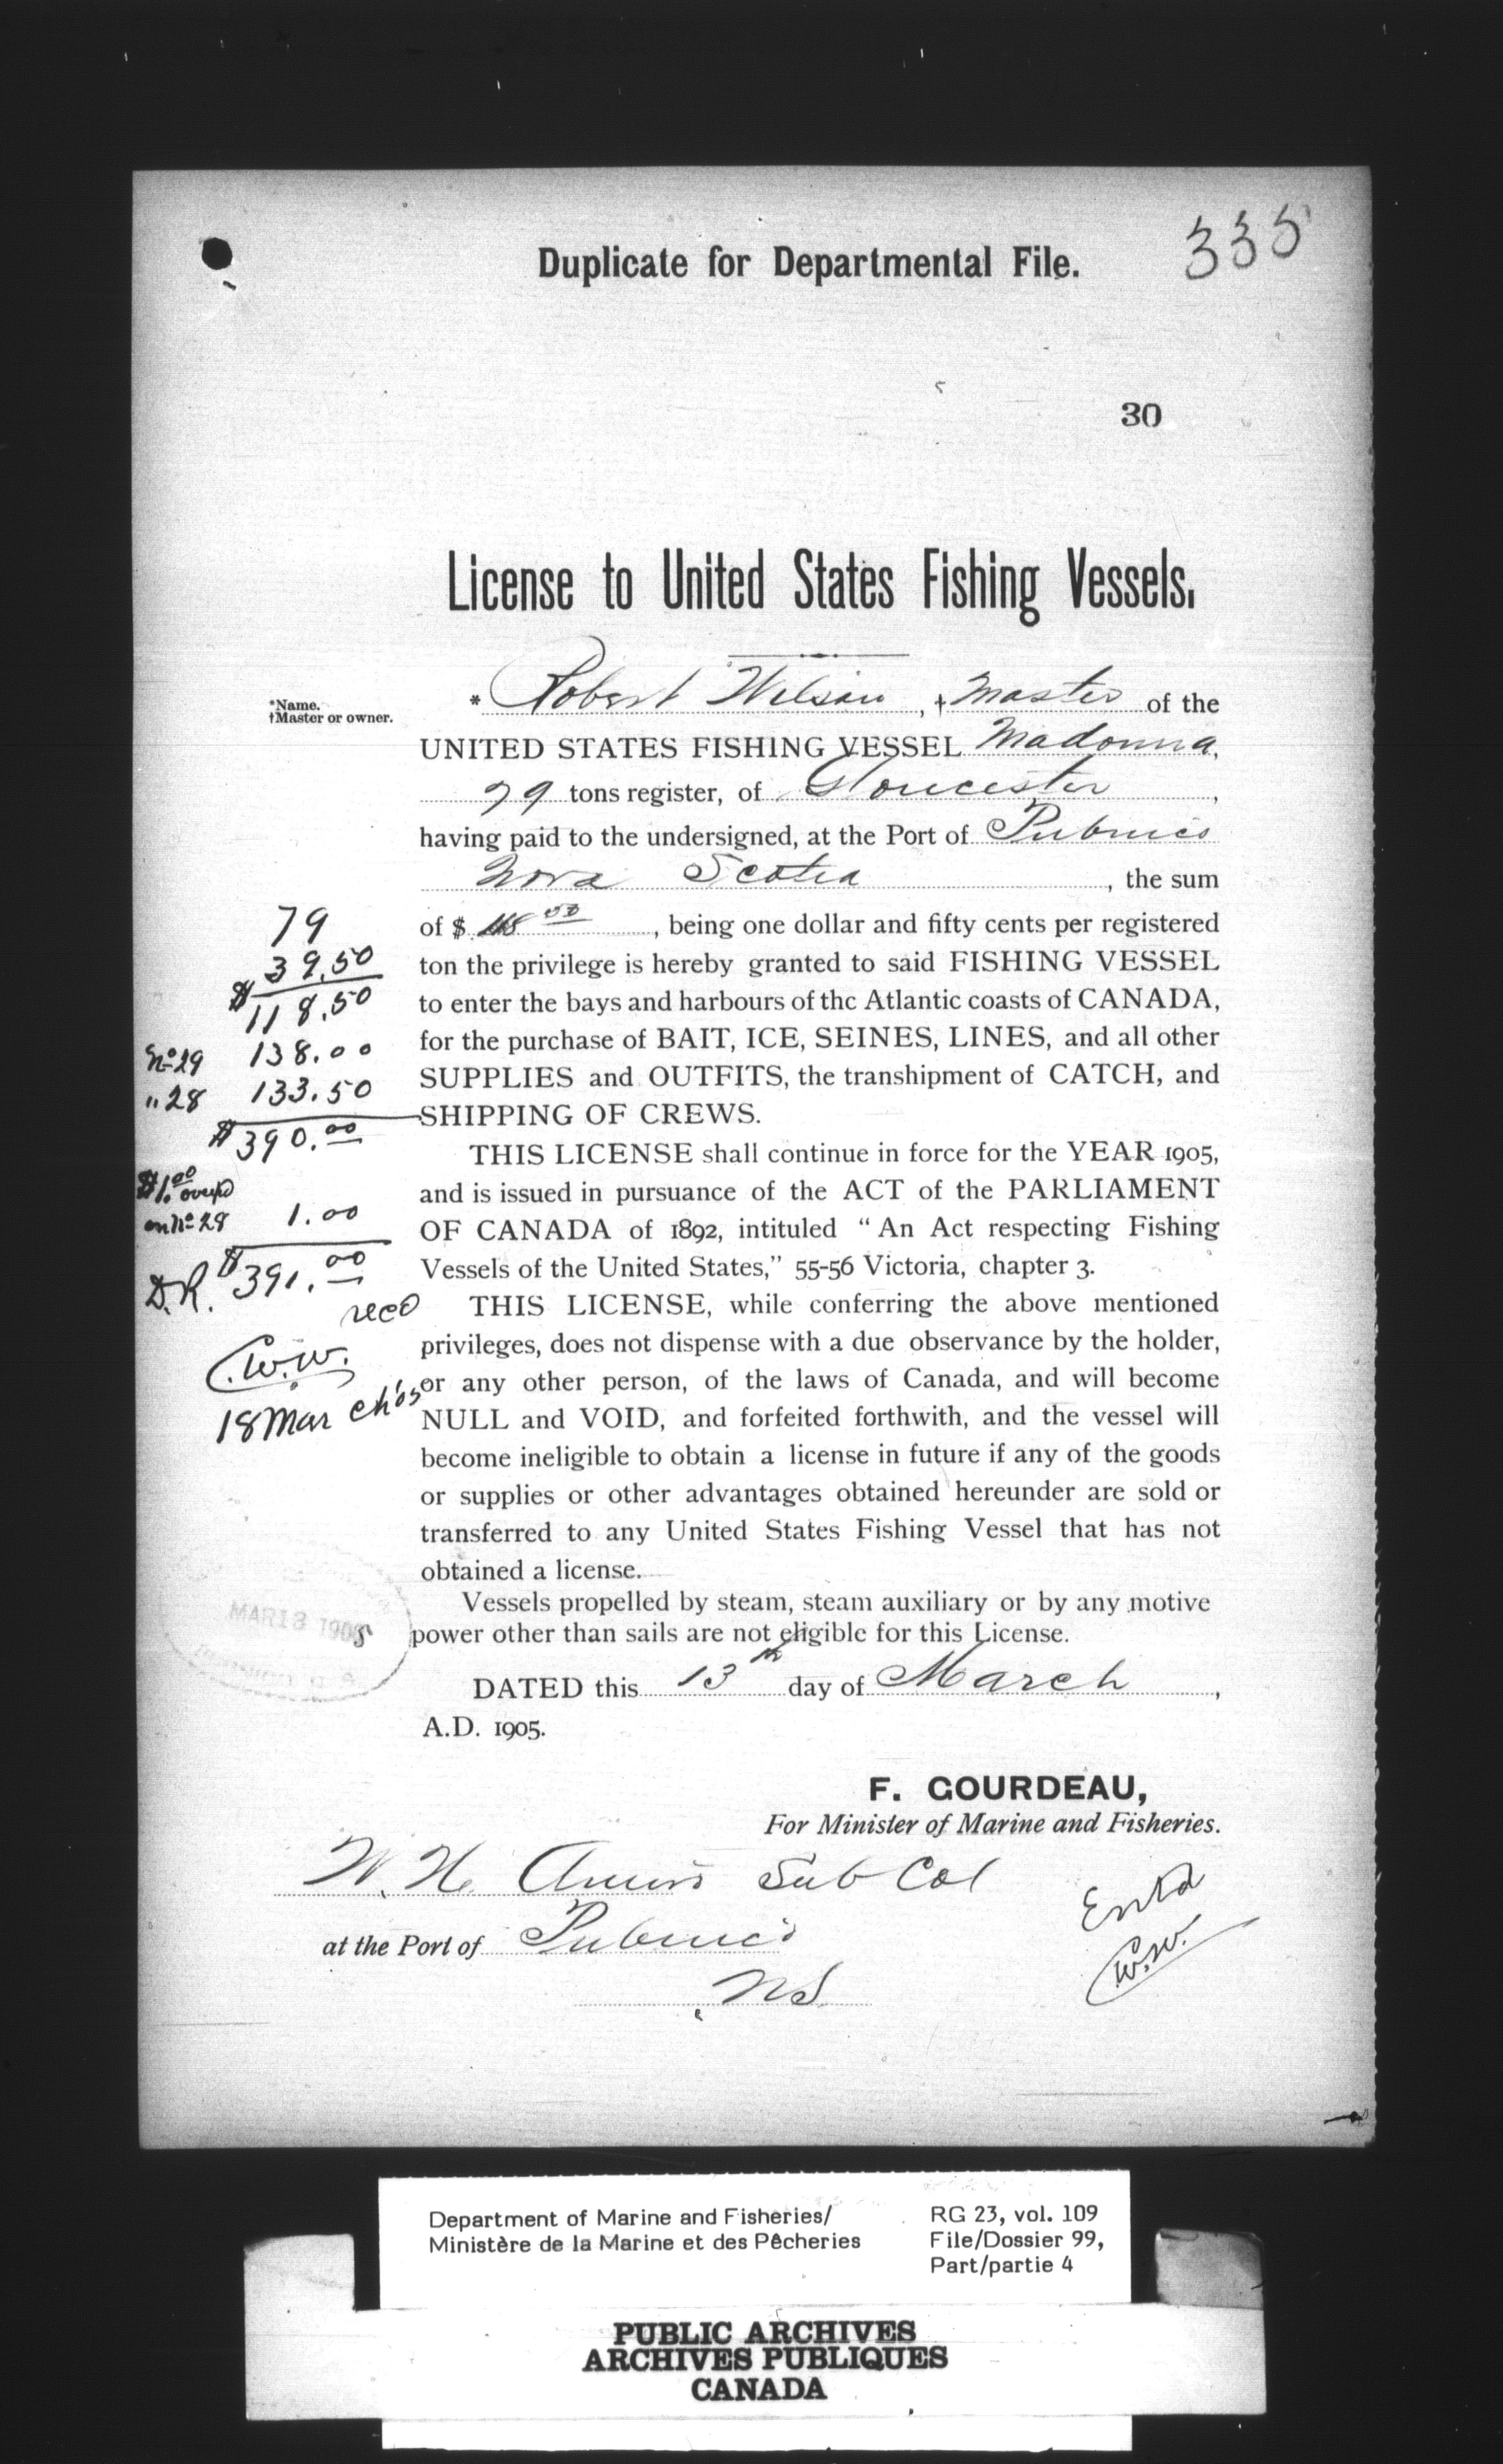 335
Duplicate for Departmental File.
30
License to United States Fishing Vessels.
*Name.
†Master or owner.
* Robert Wilson, † Master of the
UNITED STATES FISHING VESSEL Madonna,
79 tons register, of Gloucester,
having paid to the undersigned, at the Port of Pubnico
Nova Scotia, the sum
of $ 118 50, being one dollar and fifty cents per registered
ton the privilege is hereby granted to said FISHING VESSEL
to enter the bays and harbours of the Atlantic coasts of CANADA,
for the purchase of BAIT, ICE, SEINES, LINES, and all other
SUPPLIES and OUTFITS, the transhipment of CATCH, and
SHIPPING OF CREWS.
THIS LICENSE shall continue in force for the YEAR 1905,
and is issued in pursuance of the ACT of the PARLIAMENT
OF CANADA of 1892, intituled “An Act respecting Fishing
Vessels of the United States,” 55-56 Victoria, chapter 3.
THIS LICENSE, while conferring the above mentioned
privileges, does not dispense with a due observance by the holder,
or any other person, of the laws of Canada, and will become
NULL and VOID, and forfeited forthwith, and the vessel will
become ineligible to obtain a license in future if any of the goods
or supplies or other advantages obtained hereunder are sold or
transferred to any United States Fishing Vessel that has not
obtained a license.
Vessels propelled by steam, steam auxiliary or by any motive
power other than sails are not eligible for this License.
DATED this 13th day of March,
A.D. 1905.
79
39.50
$118.50
No 29 138.00
" 28 133.50
$390.00
$1.00
on No 28 1.00
D.R. $391.00
recd
C.W.W.
18 March '05
MAR 18 1905
F. GOURDEAU,
For Minister of Marine and Fisheries.
W. H. Sub Col
at the Port of Pubnico
N S
Entd
W.W.
Department of Marine and Fisheries/
Ministère de la Marine et des Pêcheries
RG 23, vol. 109
File/Dossier 99,
Part/partie 4
PUBLIC ARCHIVES
ARCHIVES PUBLIQUES
CANADA